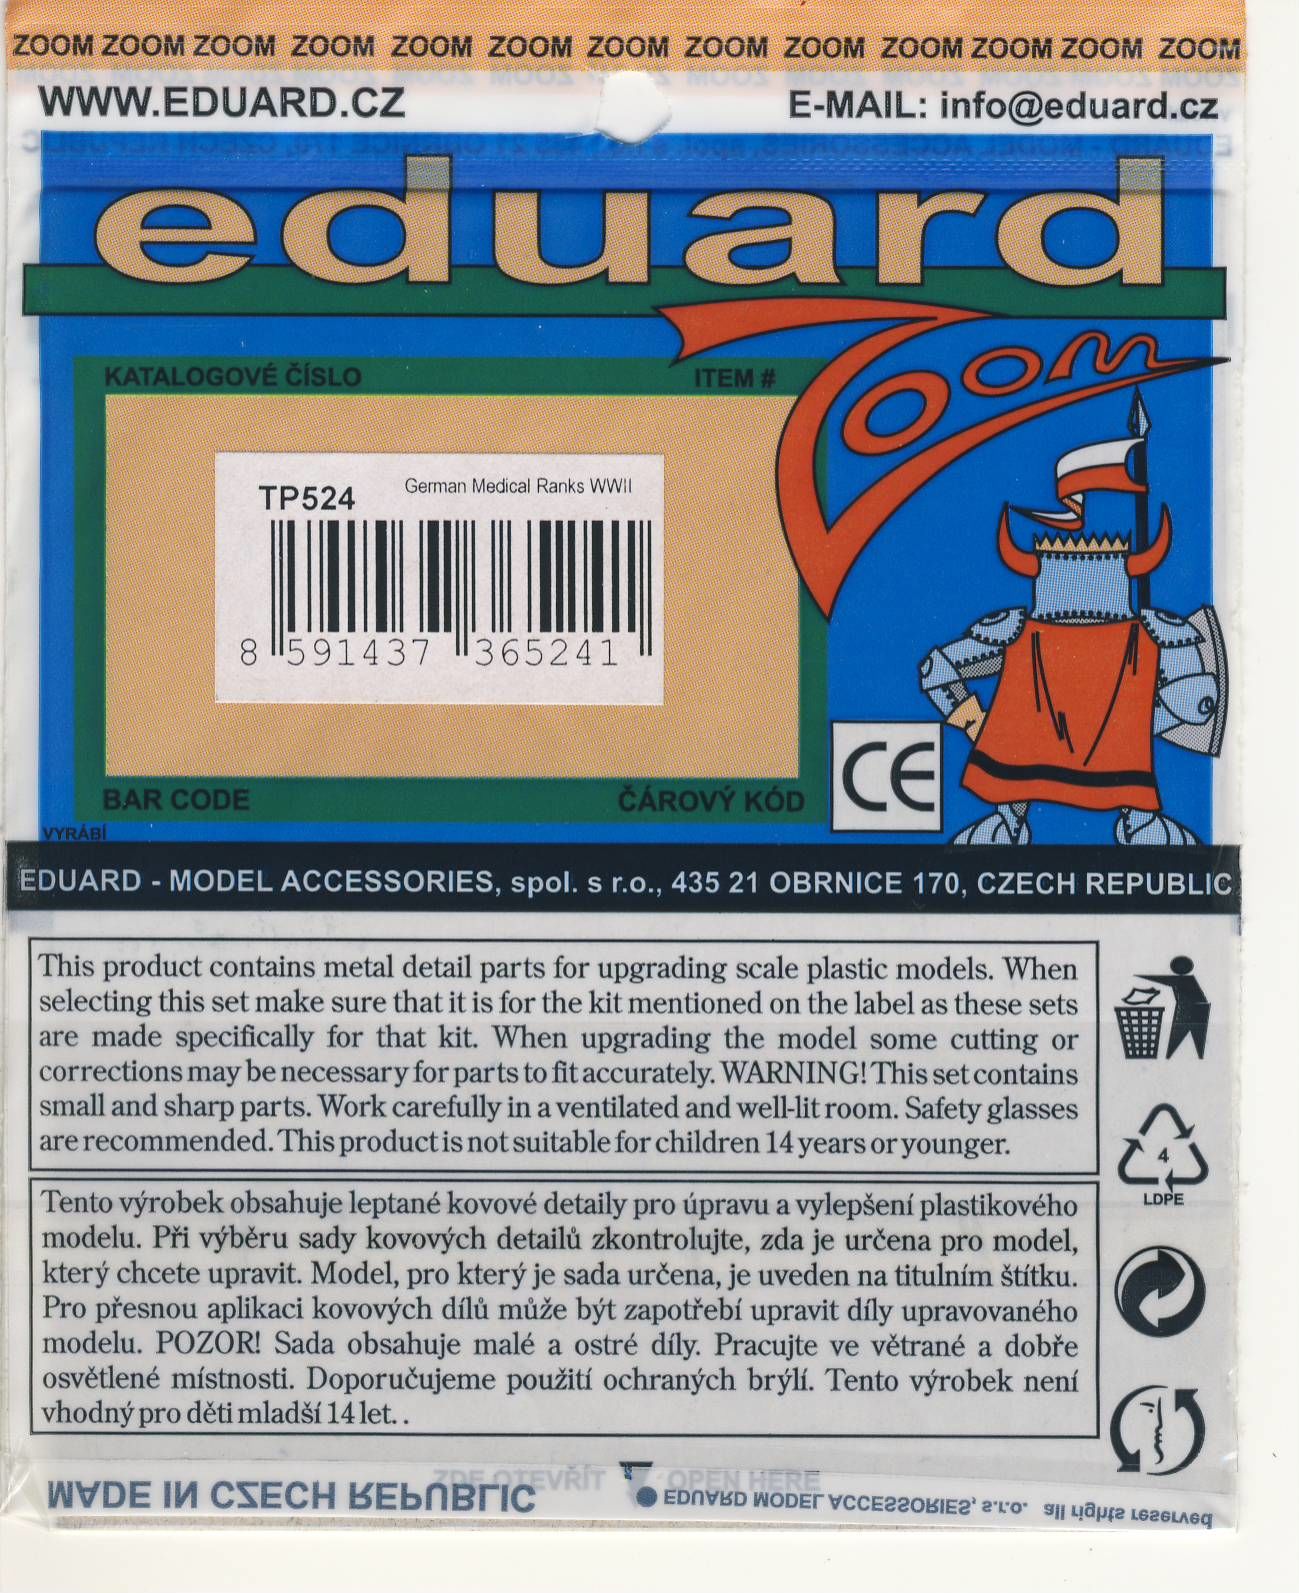 ZOOM ZOOM ZOOM ZOOM ZOOM ZOOM ZOOM ZOOM ZOOM ZOOM ZOOM ZOOM ZOOM
WWW.EDUARD.CZ E-MAIL: info@eduard.cz
eduard
Zoom
KATALOGOVÉ ČÍSLO ITEM #
TP524 German Medical Ranks WWII
8 591437 365241
BAR CODE ČÁROVÝ KÓD
CE
VYRÁBÍ
EDUARD - MODEL ACCESSORIES, spol. s r.o., 435 21 OBRNICE 170, CZECH REPUBLIC
This product contains metal detail parts for upgrading scale plastic models. When
selecting this set make sure that it is for the kit mentioned on the label as these sets
are made specifically for that kit. When upgrading the model some cutting or
corrections may be necessary for parts to fit accurately. WARNING! This set contains
small and sharp parts. Work carefully in a ventilated and well-lit room. Safety glasses
are recommended. This product is not suitable for children 14 years or younger.
4
LDPE
Tento výrobek obsahuje leptané kovové detaily pro úpravu a vylepšení plastikového
modelu. Při výběru sady kovových detailů zkontrolujte, zda je určena pro model,
který chcete upravit. Model, pro který je sada určena, je uveden na titulním štítku.
Pro přesnou aplikaci kovových dílů může být zapotřebí upravit díly upravovaného
modelu. POZOR! Sada obsahuje malé a ostré díly. Pracujte ve větrané a dobře
osvětlené místnosti. Doporučujeme použití ochraných brýlí. Tento výrobek není
vhodný pro děti mladší 14 let. .
ZDE OTEVŘÍT OPEN HERE
MADE IN CZECH REPUBLIC EDUARD MODEL ACCESSORIES, s.r.o. all rights reserved